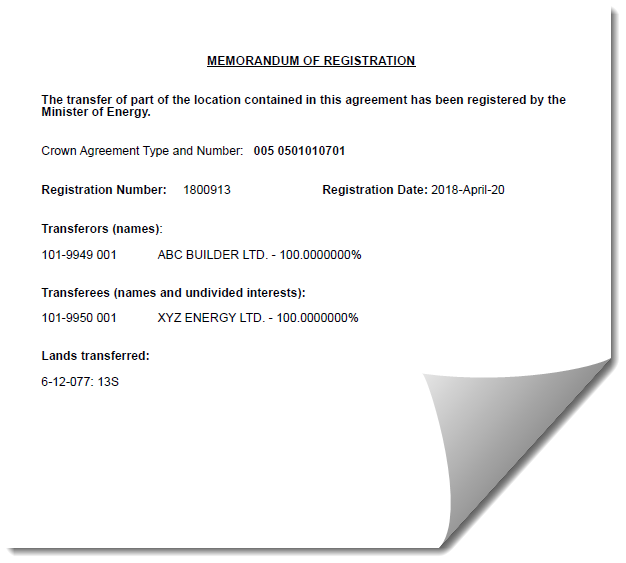 MEMORANDUM OF REGISTRATION
The transfer of part of the location contained in this agreement has been registered by the
Minister of Energy.
Crown Agreement Type and Number: 005 0501010701
Registration Number: 1800913 Registration Date: 2018-April-20
Transferors (names):
101-9949 001 ABC BUILDER LTD. - 100.0000000%
Transferees (names and undivided interests):
101-9950 001 XYZ ENERGY LTD. - 100.0000000%
Lands transferred:
6-12-077: 13S